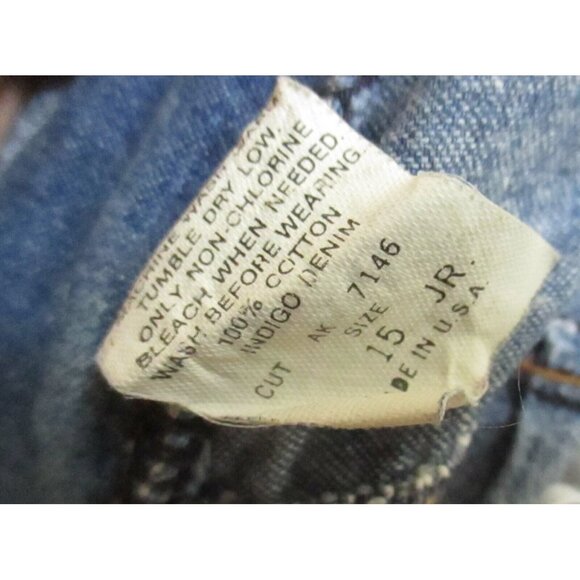 TUMBLE DRY LOW.
ONLY NON-CHLORINE
BLEACH WHEN NEEDED.
WASH BEFORE WEARING.
100% COTTON
INDIGO DENIM
CUT AK 7146
SIZE
15 JR.
DE IN U.S.A.